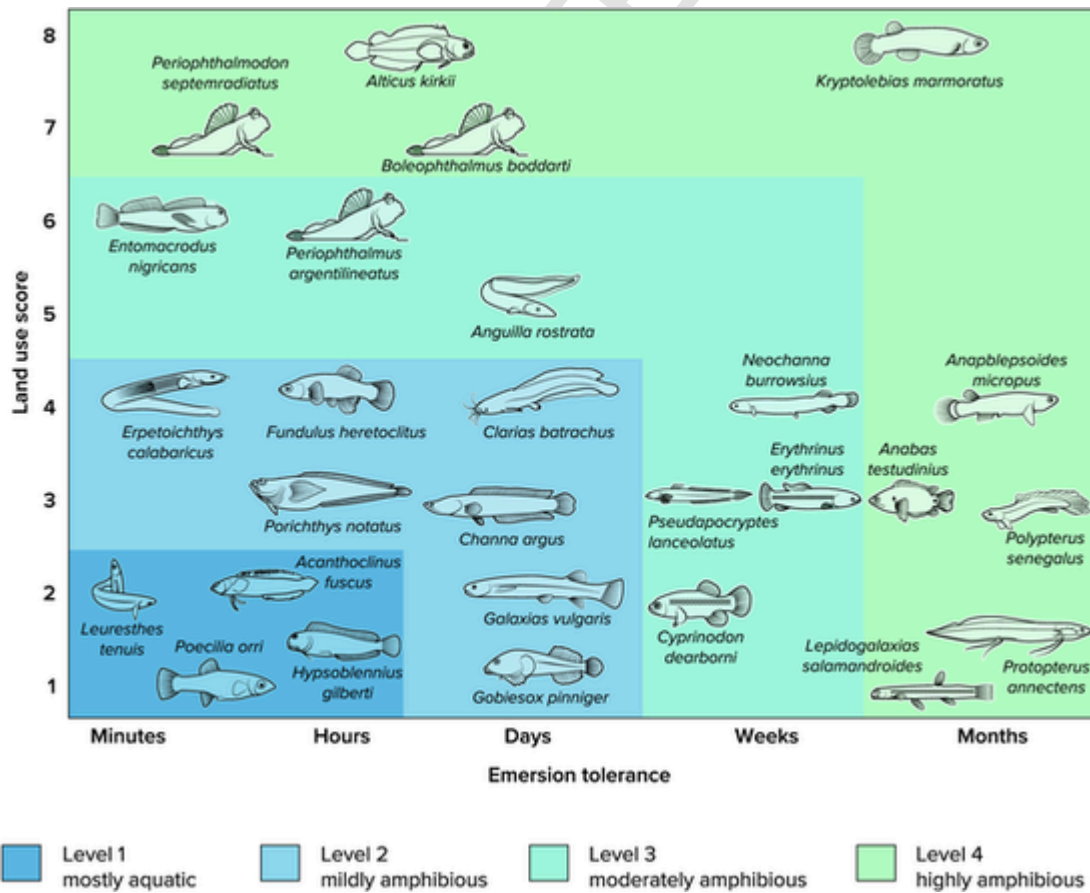 8
Periophthalmodon
septemradiatus
Alticus kirkii
Kryptolebias marmoratus
7
Boleophthalmus boddarti
6
Entomacrodus
nigricans
Periophthalmus
argentilineatus
Land use score
5
Anguilla rostrata
Neochanna
burrowsius
Anapblepsoides
micropus
4
Erpetoichthys
calabaricus
Fundulus heretoclitus
Clarias batrachus
Erythrinus
erythrinus
Anabas
testudinius
3
Porichthys notatus
Channa argus
Pseudapocryptes
lanceolatus
Polypterus
senegalus
Acanthoclinus
fuscus
2
Leuresthes
tenuis
Poecilia orri
Hypsoblennius
gilberti
Galaxias vulgaris
Cyprinodon
dearborni
Lepidogalaxias
salamandroides
Protopterus
annectens
1
Gobiesox pinniger
Minutes Hours Days Weeks Months
Emersion tolerance
Level 1
mostly aquatic
Level 2
mildly amphibious
Level 3
moderately amphibious
Level 4
highly amphibious